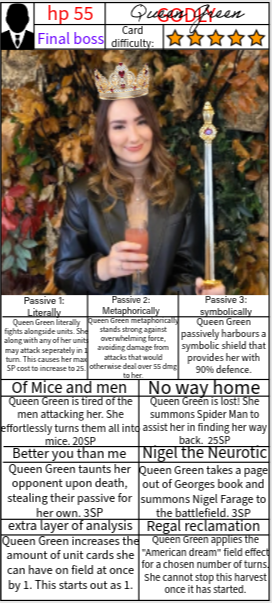 hp 55
GODLY
Queen Green
Final boss
Card
difficulty:
Passive 1:
Literally
Passive 2:
Metaphorically
Passive 3:
symbolically
Queen Green literally
fights alongside units. She
along with any of her units
may attack seperately in 1
turn. This causes her max
SP cost to increase to 25.
Queen Green metaphorically
stands strong against
overwhelming force,
avoiding damage from
attacks that would
otherwise deal over 55 dmg
to her.
Queen Green
passively harbours a
symbolic shield that
provides her with
90% defence.
Of Mice and men
No way home
Queen Green is tired of the
men attacking her. She
effortlessly turns them all into
mice. 20SP
Queen Green is lost! She
summons Spider Man to
assist her in finding her way
back. 25SP
Better you than me
Nigel the Neurotic
Queen Green taunts her
opponent upon death,
stealing their passive for
her own. 3SP
Queen Green takes a page
out of Georges book and
summons Nigel Farage to
the battlefield. 3SP
extra layer of analysis
Regal reclamation
Queen Green increases the
amount of unit cards she
can have on field at once
by 1. This starts out as 1.
Queen Green applies the
"American dream" field effect
for a chosen number of turns.
She cannot stop this harvest
once it has started.